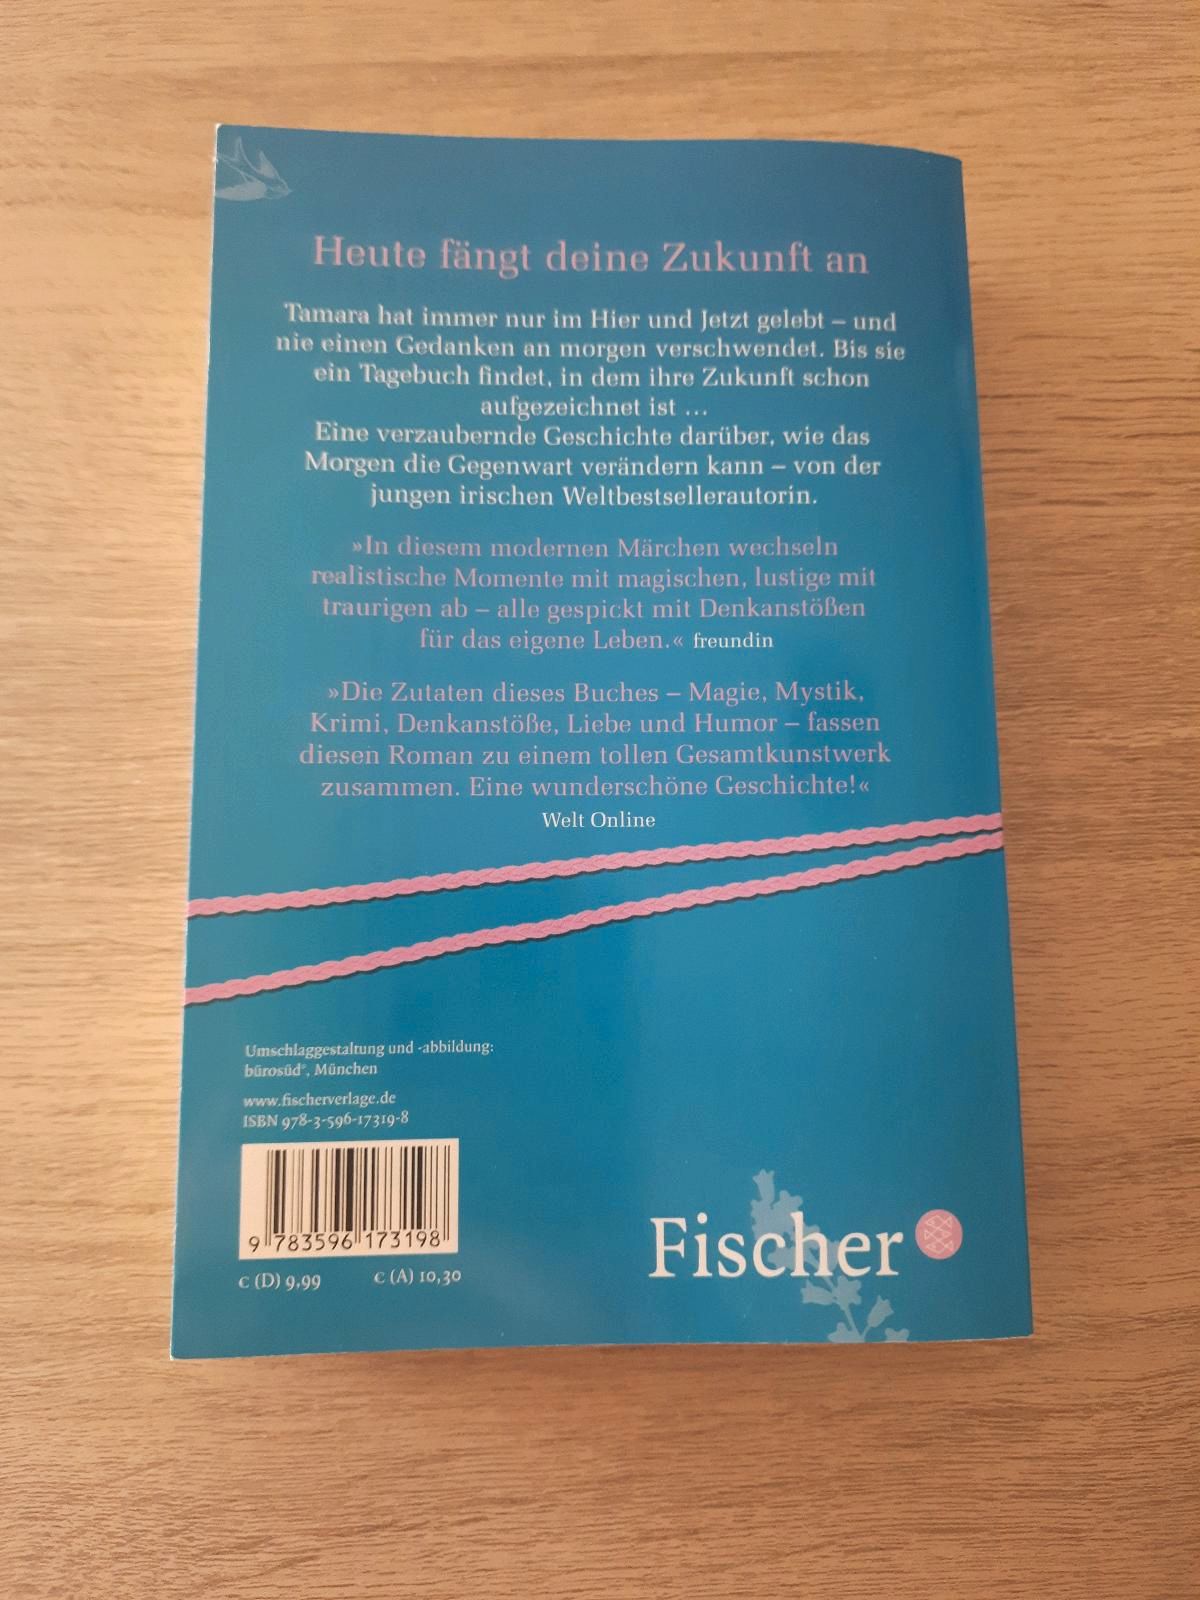 Heute fängt deine Zukunft an
Tamara hat immer nur im Hier und Jetzt gelebt – und
nie einen Gedanken an morgen verschwendet. Bis sie
ein Tagebuch findet, in dem ihre Zukunft schon
aufgezeichnet ist ...
Eine verzaubernde Geschichte darüber, wie das
Morgen die Gegenwart verändern kann – von der
jungen irischen Weltbestsellerautorin.
»In diesem modernen Märchen wechseln
realistische Momente mit magischen, lustige mit
traurigen ab – alle gespickt mit Denkanstößen
für das eigene Leben.« freundin
»Die Zutaten dieses Buches – Magie, Mystik,
Krimi, Denkanstöße, Liebe und Humor – fassen
diesen Roman zu einem tollen Gesamtkunstwerk
zusammen. Eine wunderschöne Geschichte!«
Welt Online
Umschlaggestaltung und -abbildung:
bürosüd°, München
www.fischerverlage.de
ISBN 978-3-596-17319-8
9 783596 173198
€ (D) 9,99 € (A) 10,30
Fischer